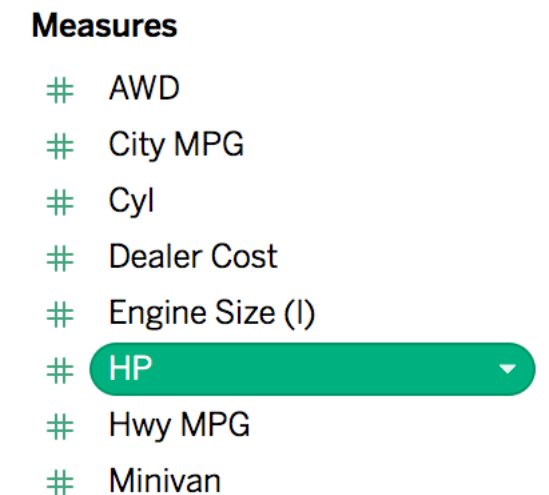 Measures
# AWD
# City MPG
# Cyl
# Dealer Cost
# Engine Size (l)
# HP
# Hwy MPG
# Minivan